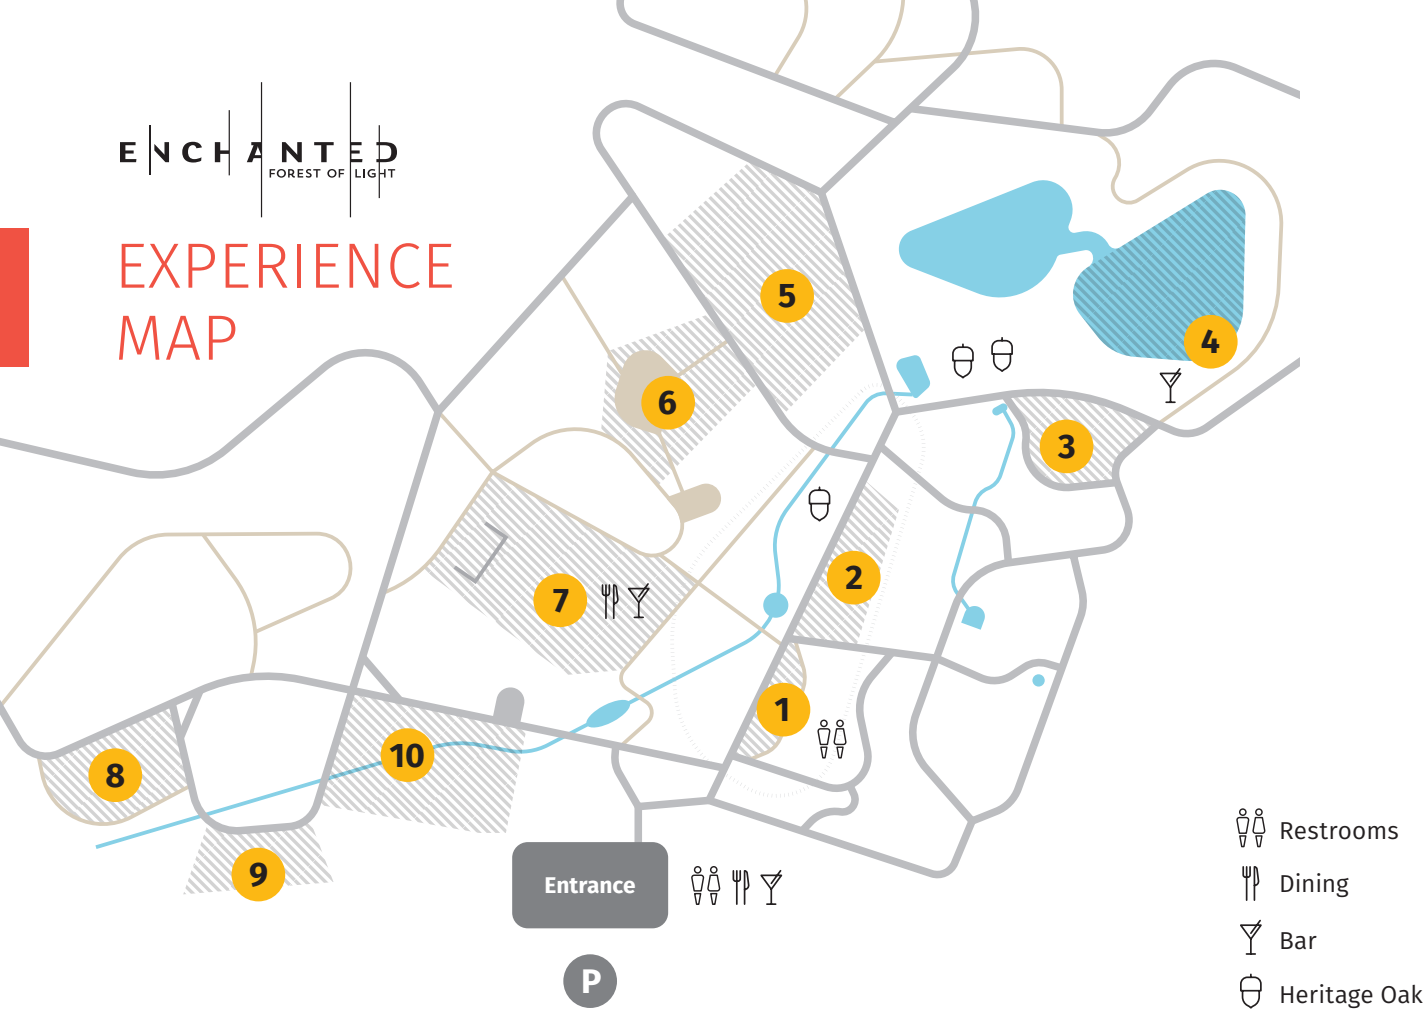 ENCHANTED
FOREST OF LIGHT
EXPERIENCE
MAP
5
4
6
3
2
7
1
10
8
9
Entrance
P
Restrooms
Dining
Bar
Heritage Oak